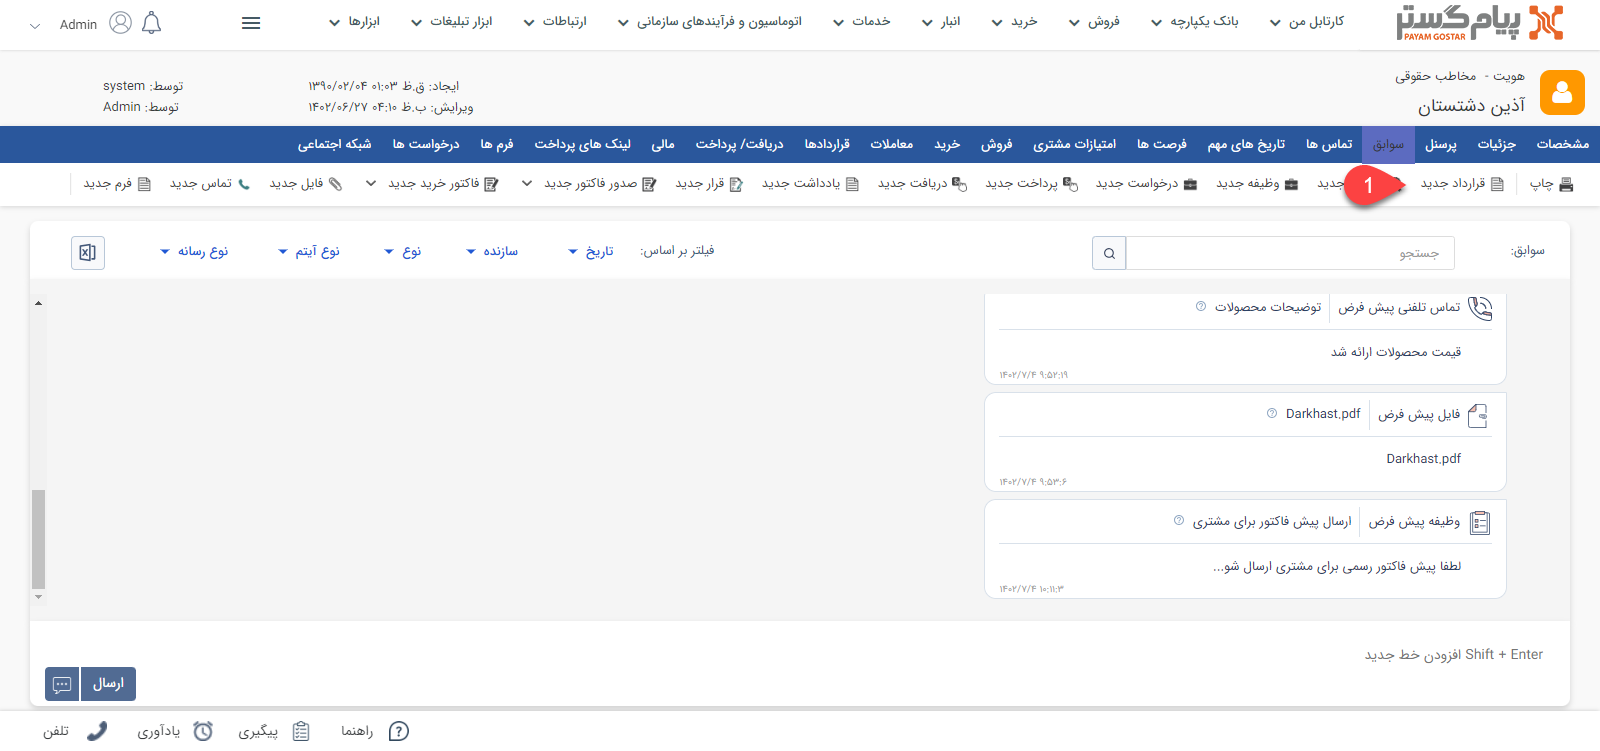 پیام گستر
PAYAM GOSTAR
کارتابل من
بانک یکپارچه
فروش
خرید
انبار
خدمات
اتوماسیون و فرآیندهای سازمانی
ارتباطات
ابزار تبلیغات
ابزارها
Admin
هویت - مخاطب حقوقی
آذین دشتستان
ایجاد: ق.ظ ۰۱:۰۳ ۱۳۹۰/۰۲/۰۴
توسط: system
ویرایش: ب.ظ ۰۴:۱۰ ۱۴۰۲/۰۶/۲۷
توسط: Admin
مشخصات
جزئیات
پرسنل
سوابق
تماس ها
تاریخ های مهم
فرصت ها
امتیازات مشتری
فروش
خرید
معاملات
قراردادها
دریافت/ پرداخت
مالی
لینک های پرداخت
فرم ها
درخواست ها
شبکه اجتماعی
چاپ
قرارداد جدید
1
جدید
وظیفه جدید
درخواست جدید
پرداخت جدید
دریافت جدید
یادداشت جدید
قرار جدید
صدور فاکتور جدید
فاکتور خرید جدید
فایل جدید
تماس جدید
فرم جدید
سوابق:
جستجو
فیلتر بر اساس:
تاریخ
سازنده
نوع
نوع آیتم
نوع رسانه
تماس تلفنی پیش فرض
توضیحات محصولات
قیمت محصولات ارائه شد
۱۴۰۲/۷/۴ ۹:۵۲:۱۹
فایل پیش فرض
Darkhast.pdf
Darkhast.pdf
۱۴۰۲/۷/۴ ۹:۵۳:۶
وظیفه پیش فرض
ارسال پیش فاکتور برای مشتری
لطفا پیش فاکتور رسمی برای مشتری ارسال شو...
۱۴۰۲/۷/۴ ۱۰:۱۱:۳
Shift + Enter افزودن خط جدید
ارسال
راهنما
پیگیری
یادآوری
تلفن